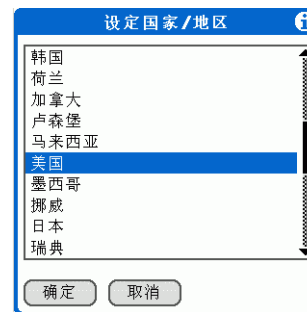 设定国家/地区
韩国
荷兰
加拿大
卢森堡
马来西亚
美国
墨西哥
挪威
日本
瑞典
确定 取消